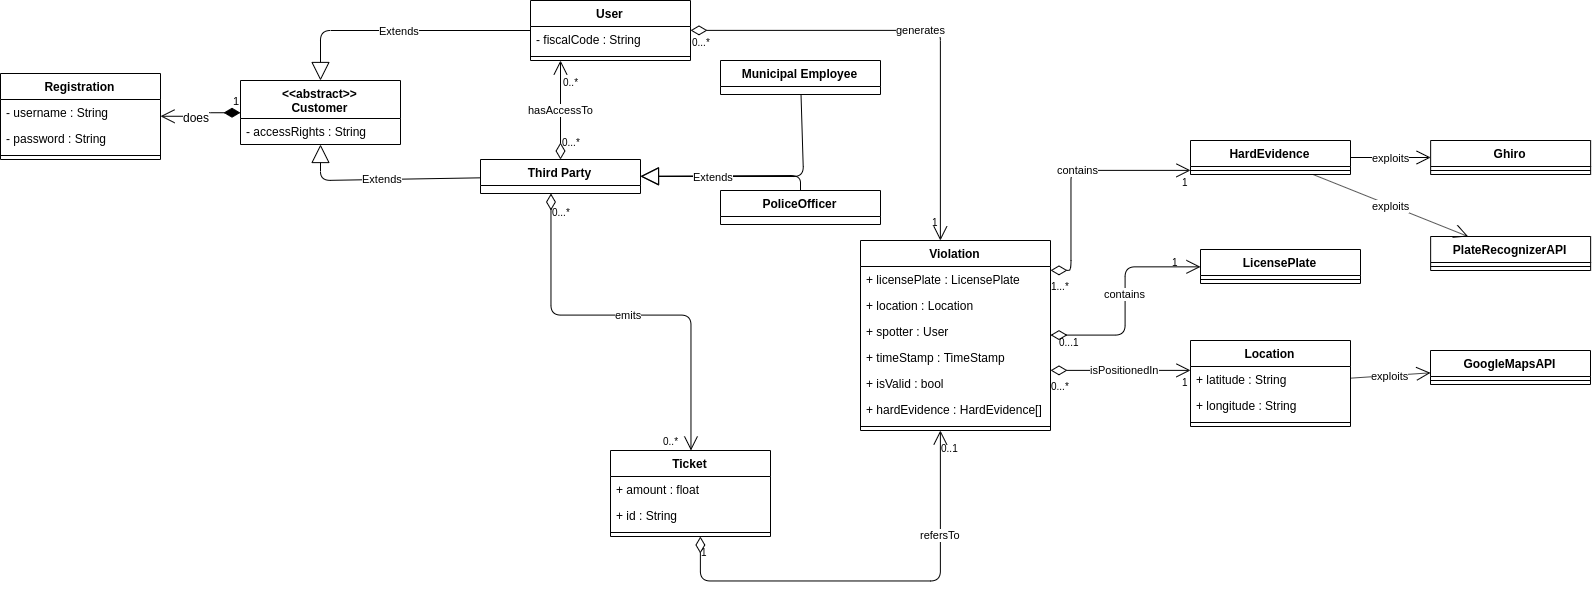 User
- fiscalCode : String
Extends
generates
0...*
Registration
- username : String
- password : String
does
1
<<abstract>>
Customer
- accessRights : String
0..*
hasAccessTo
0...*
Municipal Employee
Third Party
Extends
Extends
PoliceOfficer
0...*
1
HardEvidence
exploits
Ghiro
contains
1
exploits
PlateRecognizerAPI
Violation
+ licensePlate : LicensePlate
+ location : Location
+ spotter : User
+ timeStamp : TimeStamp
+ isValid : bool
+ hardEvidence : HardEvidence[]
1...*
1
LicensePlate
contains
0...1
isPositionedIn
0...*
1
Location
+ latitude : String
+ longitude : String
exploits
GoogleMapsAPI
emits
0..*
Ticket
+ amount : float
+ id : String
1
0..1
refersTo